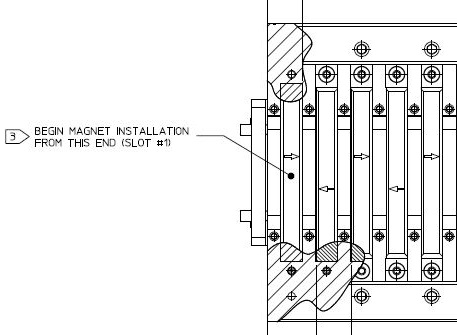 3 BEGIN MAGNET INSTALLATION
FROM THIS END (SLOT #1)